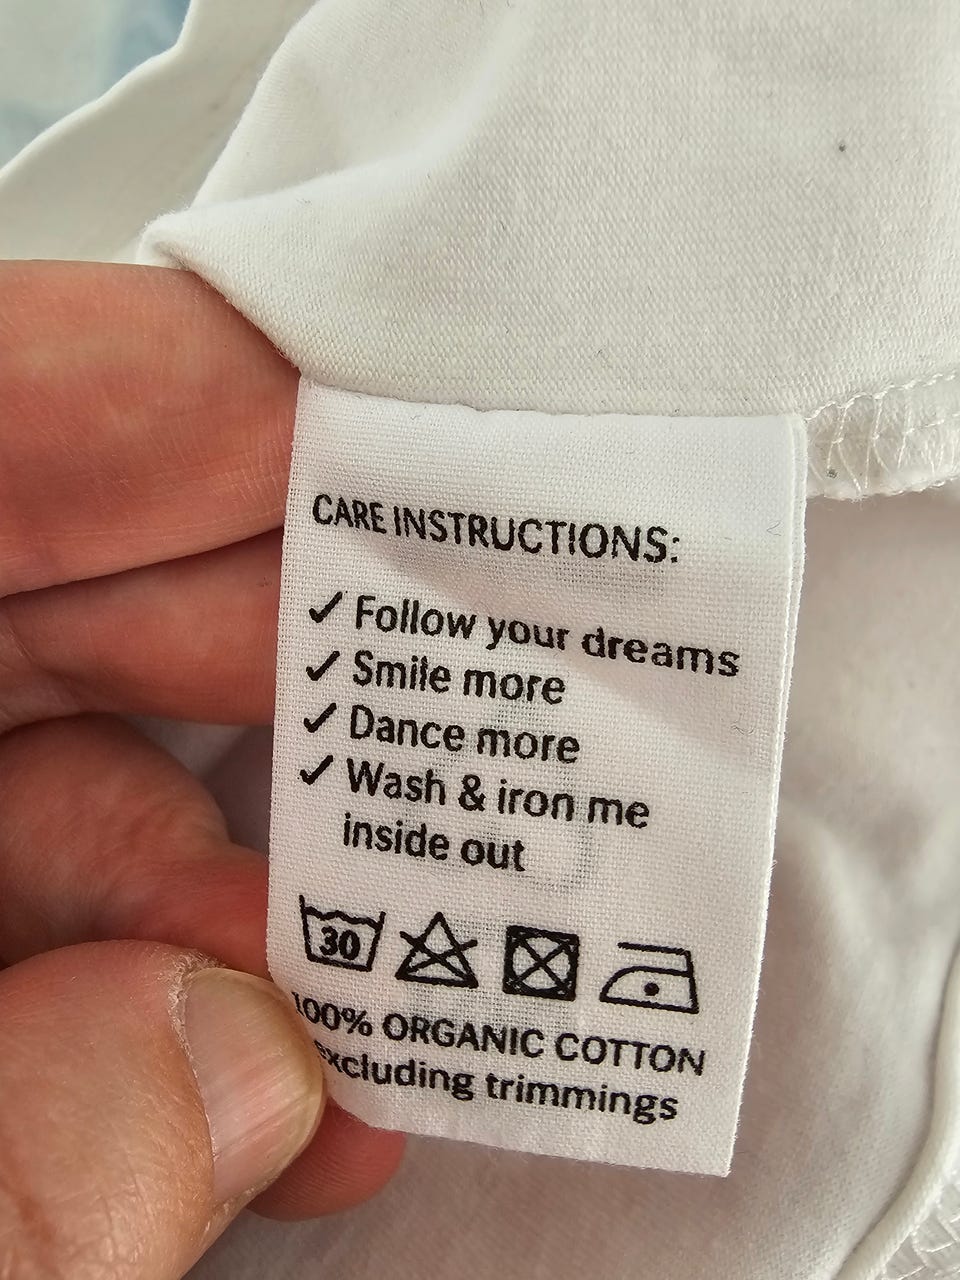 CARE INSTRUCTIONS:
✓ Follow your dreams
✓ Smile more
✓ Dance more
✓ Wash & iron me
inside out
30
100% ORGANIC COTTON
excluding trimmings